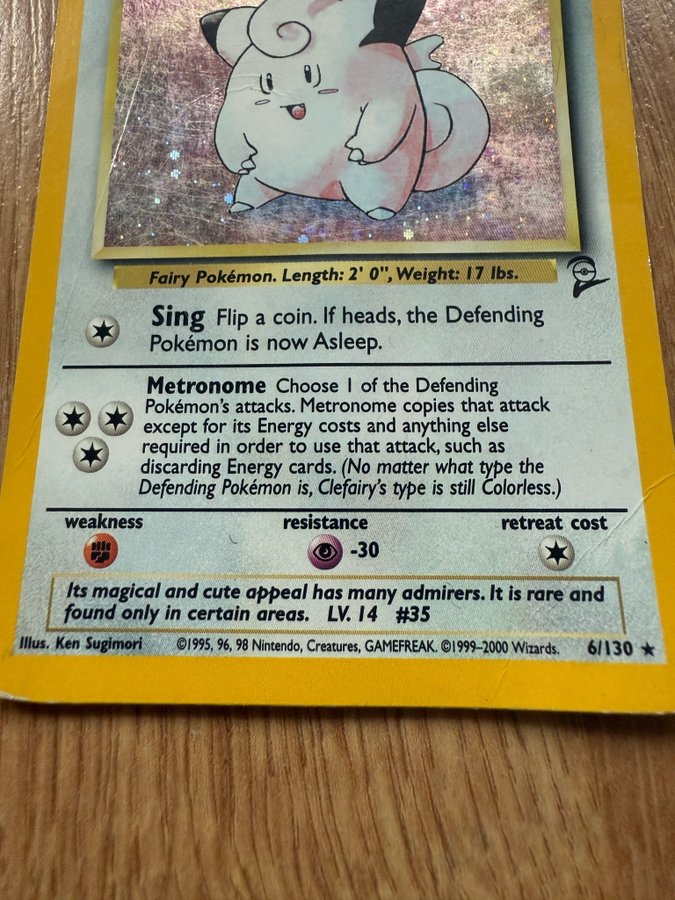 Fairy Pokémon. Length: 2' 0", Weight: 17 lbs.
Sing Flip a coin. If heads, the Defending
Pokémon is now Asleep.
Metronome Choose 1 of the Defending
Pokémon's attacks. Metronome copies that attack
except for its Energy costs and anything else
required in order to use that attack, such as
discarding Energy cards. (No matter what type the
Defending Pokémon is, Clefairy's type is still Colorless.)
weakness resistance retreat cost
-30
Its magical and cute appeal has many admirers. It is rare and
found only in certain areas. LV. 14 #35
Illus. Ken Sugimori ©1995, 96, 98 Nintendo, Creatures, GAMEFREAK. ©1999-2000 Wizards. 6/130 ★